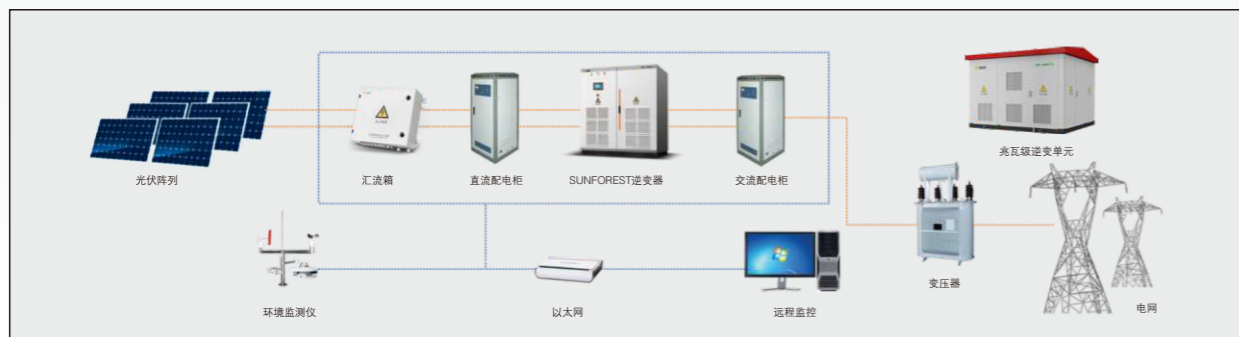 兆瓦级逆变单元
光伏阵列
汇流箱
直流配电柜
SUNFOREST逆变器
交流配电柜
变压器
电网
环境监测仪
以太网
远程监控